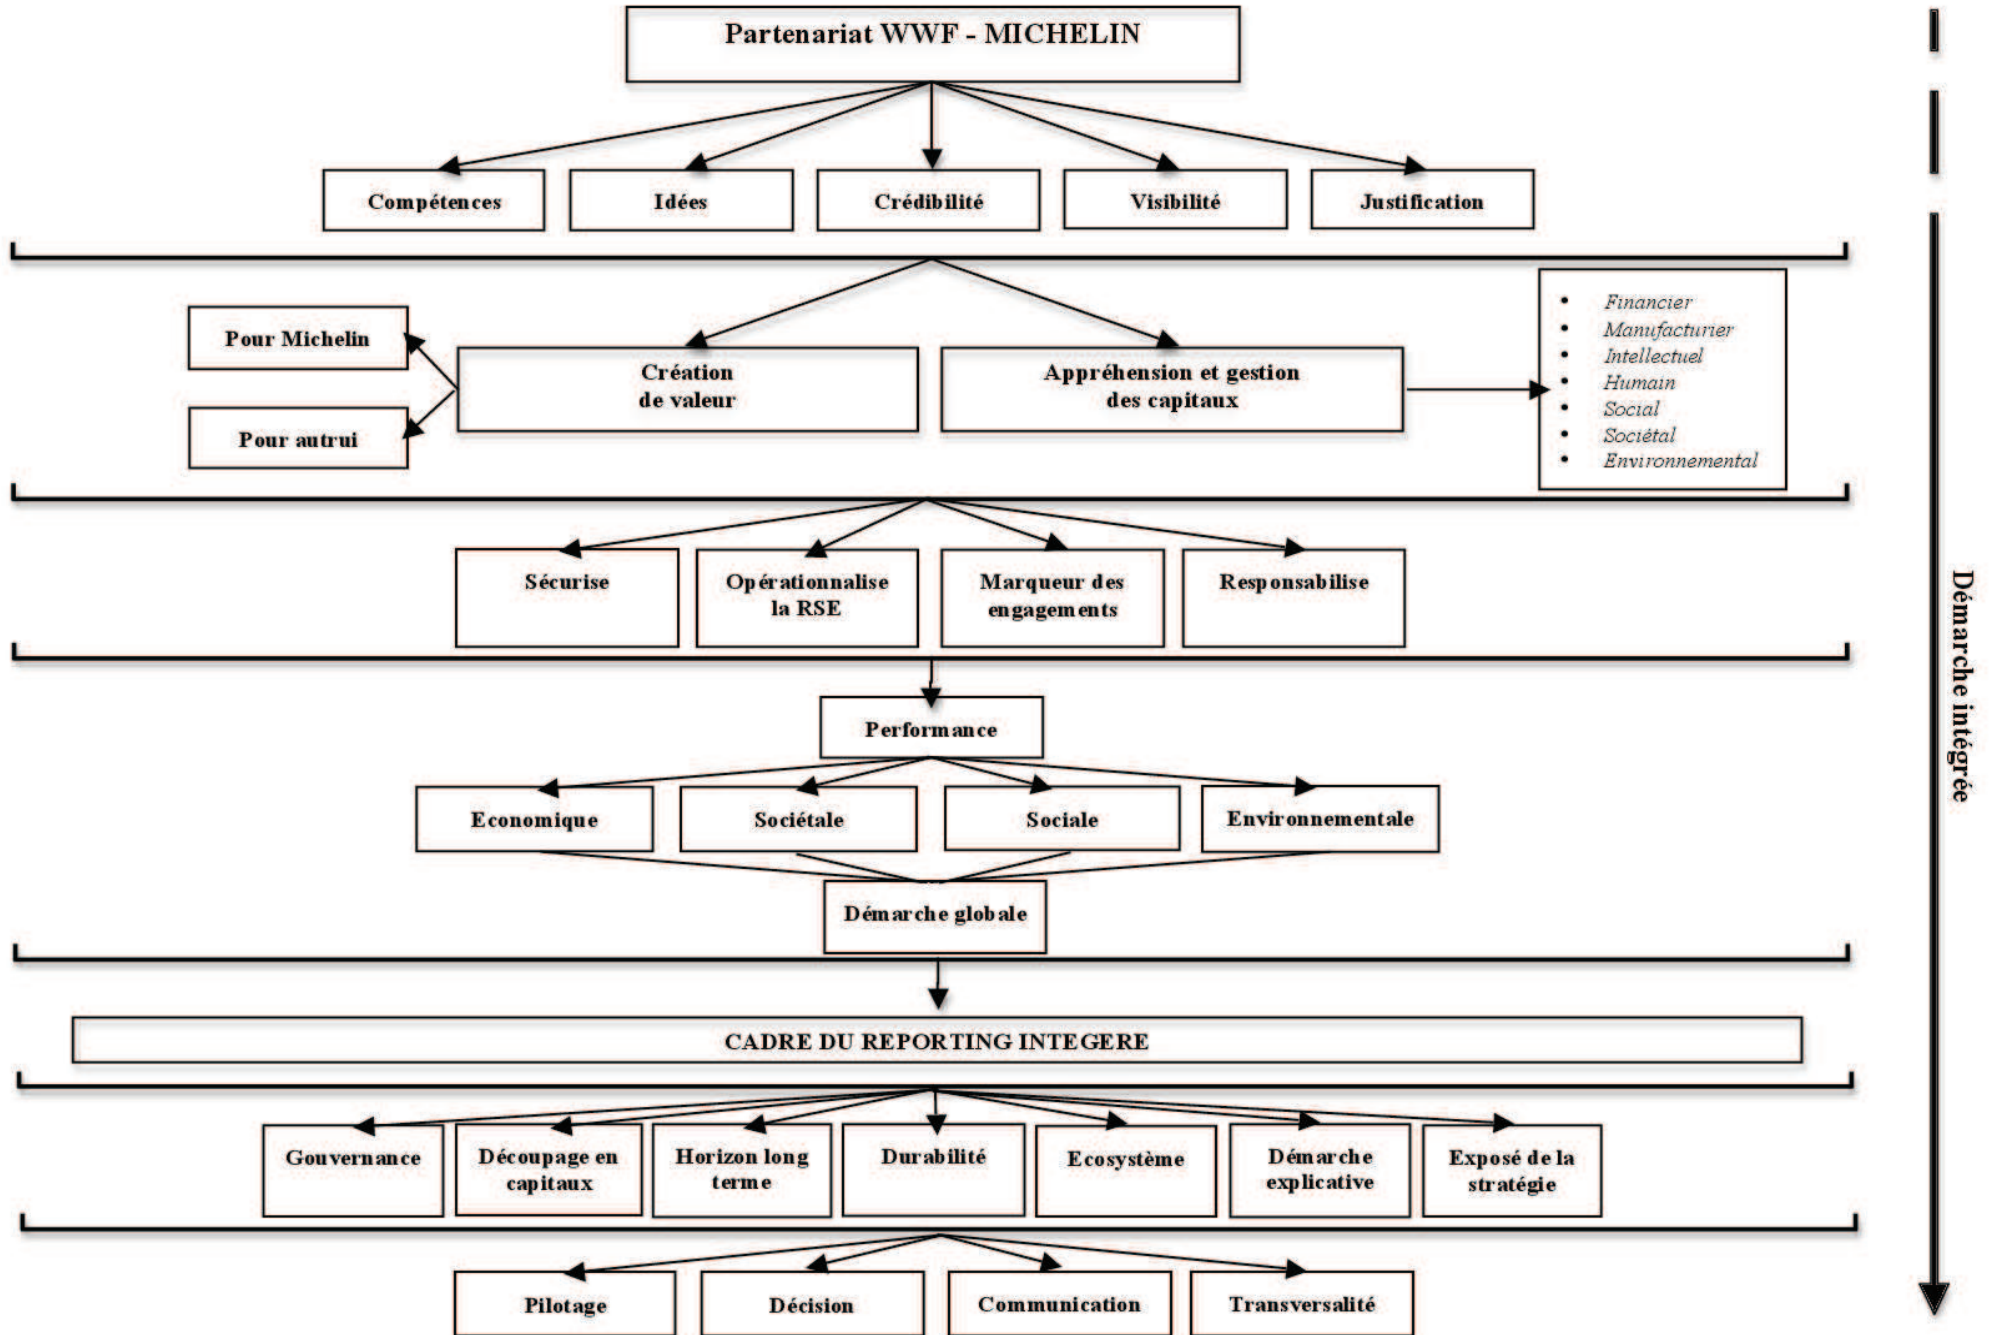 Partenariat WWF - MICHELIN
Compétences
Idées
Crédibilité
Visibilité
Justification
Pour Michelin
Pour autrui
Création
de valeur
Appréhension et gestion
des capitaux
• Financier
• Manufacturier
• Intellectuel
• Humain
• Social
• Sociétal
• Environnemental
Sécurise
Opérationnalise
la RSE
Marqueur des
engagements
Responsabilise
Performance
Economique
Sociétale
Sociale
Environnementale
Démarche globale
CADRE DU REPORTING INTEGERE
Gouvernance
Découpage en
capitaux
Horizon long
terme
Durabilité
Ecosystème
Démarche
explicative
Exposé de la
stratégie
Pilotage
Décision
Communication
Transversalité
Démarche intégrée